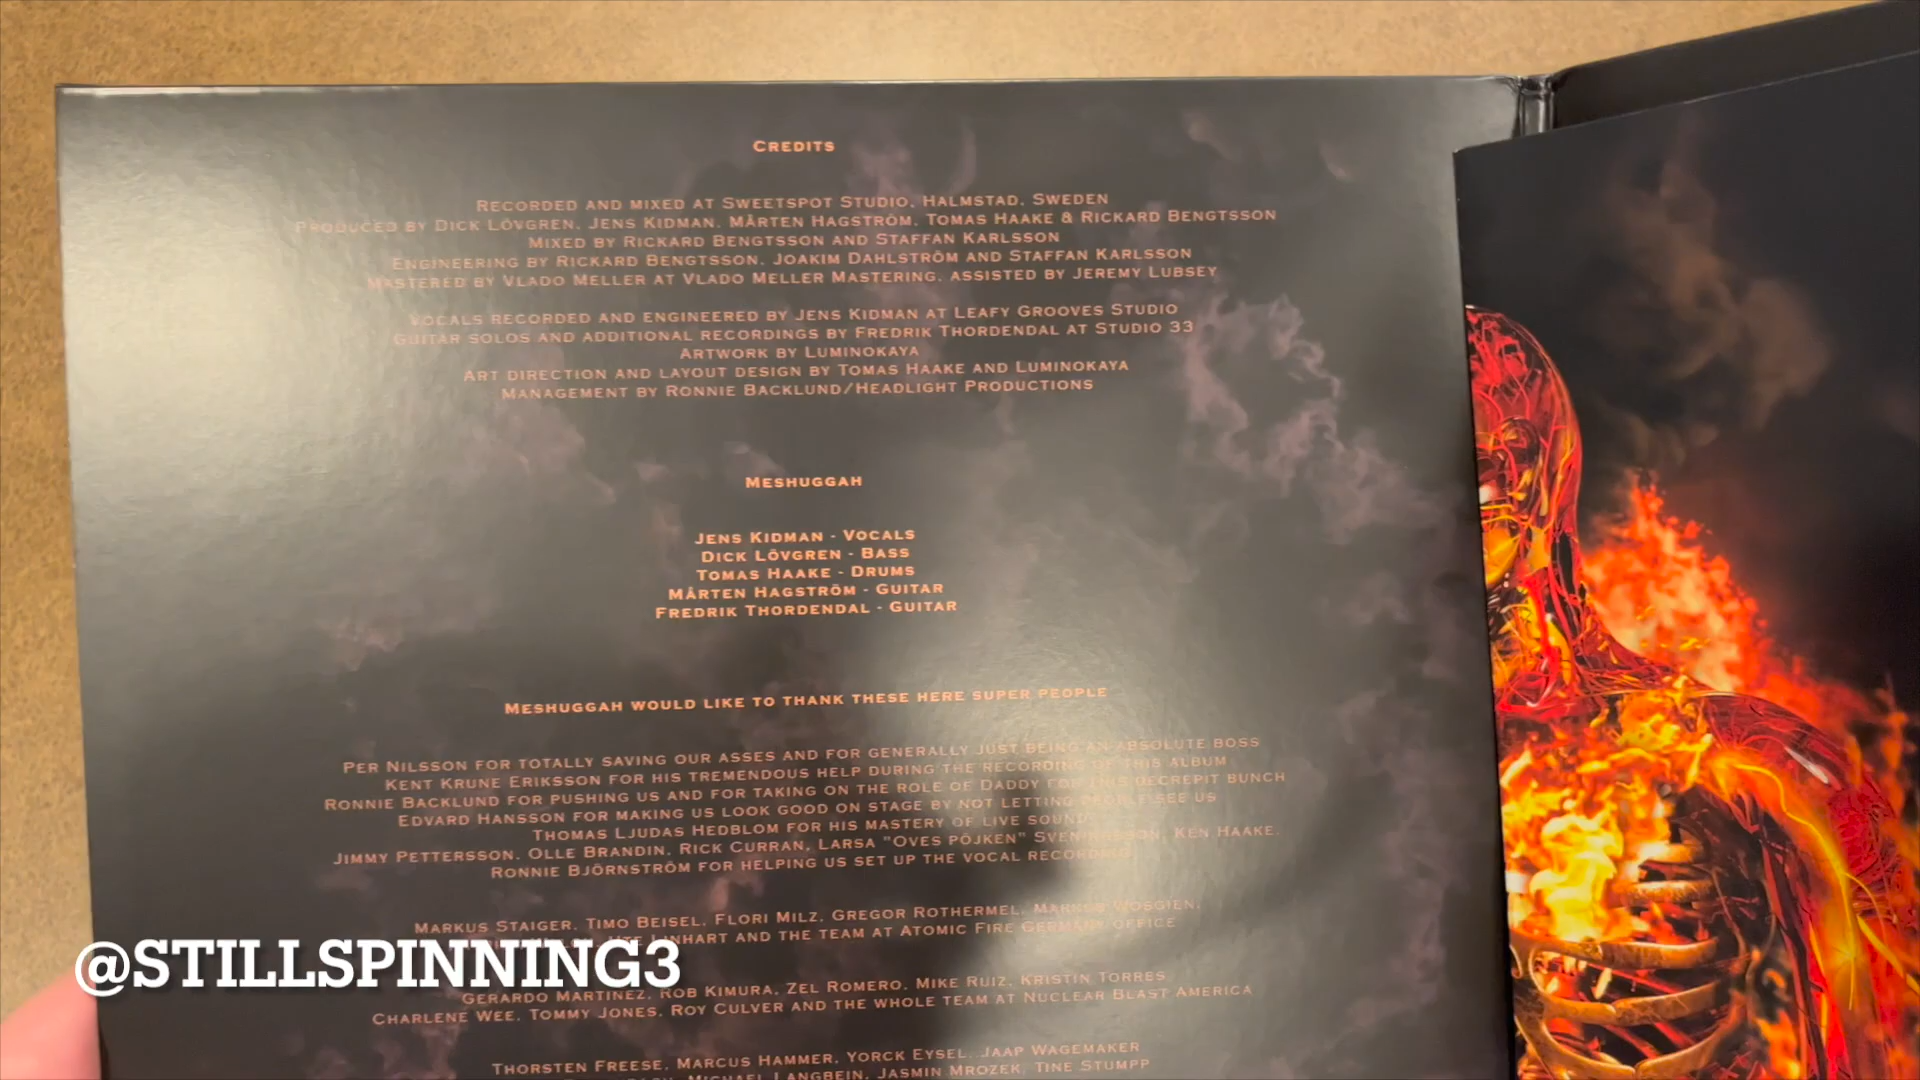 CREDITS
RECORDED AND MIXED AT SWEETSPOT STUDIO, HALMSTAD, SWEDEN
PRODUCED BY DICK LÖVGREN, JENS KIDMAN, MÅRTEN HAGSTRÖM, TOMAS HAAKE & RICKARD BENGTSSON
MIXED BY RICKARD BENGTSSON AND STAFFAN KARLSSON
ENGINEERING BY RICKARD BENGTSSON, JOAKIM DAHLSTRÖM AND STAFFAN KARLSSON
MASTERED BY VLADO MELLER AT VLADO MELLER MASTERING, ASSISTED BY JEREMY LUBSEY
VOCALS RECORDED AND ENGINEERED BY JENS KIDMAN AT LEAFY GROOVES STUDIO
GUITAR SOLOS AND ADDITIONAL RECORDINGS BY FREDRIK THORDENDAL AT STUDIO 33
ARTWORK BY LUMINOKAYA
ART DIRECTION AND LAYOUT DESIGN BY TOMAS HAAKE AND LUMINOKAYA
MANAGEMENT BY RONNIE BACKLUND/HEADLIGHT PRODUCTIONS
MESHUGGAH
JENS KIDMAN - VOCALS
DICK LÖVGREN - BASS
TOMAS HAAKE - DRUMS
MÅRTEN HAGSTRÖM - GUITAR
FREDRIK THORDENDAL - GUITAR
MESHUGGAH WOULD LIKE TO THANK THESE HERE SUPER PEOPLE
PER NILSSON FOR TOTALLY SAVING OUR ASSES AND FOR GENERALLY JUST BEING AN ABSOLUTE BOSS
KENT KRUNE ERIKSSON FOR HIS TREMENDOUS HELP DURING THE RECORDING OF THIS ALBUM
RONNIE BACKLUND FOR PUSHING US AND FOR TAKING ON THE ROLE OF DADDY FOR THIS DECREPIT BUNCH
EDVARD HANSSON FOR MAKING US LOOK GOOD ON STAGE BY NOT LETTING PEOPLE SEE US
THOMAS LJUDAS HEDBLOM FOR HIS MASTERY OF LIVE SOUND
JIMMY PETTERSSON, OLLE BRANDIN, RICK CURRAN, LARSA "OVES PÖJKEN" SVENNINGSSON, KEN HAAKE,
RONNIE BJÖRNSTRÖM FOR HELPING US SET UP THE VOCAL RECORDING
MARKUS STAIGER, TIMO BEISEL, FLORI MILZ, GREGOR ROTHERMEL, MARKUS WOSGIEN,
LINHART AND THE TEAM AT ATOMIC FIRE GERMANY OFFICE
@STILLSPINNING3
GERARDO MARTINEZ, ROB KIMURA, ZEL ROMERO, MIKE RUIZ, KRISTIN TORRES
CHARLENE WEE, TOMMY JONES, ROY CULVER AND THE WHOLE TEAM AT NUCLEAR BLAST AMERICA
THORSTEN FREESE, MARCUS HAMMER, YORCK EYSEL, JAAP WAGEMAKER
MICHAEL LANGBEIN, JASMIN MROZEK, TINE STUMPP